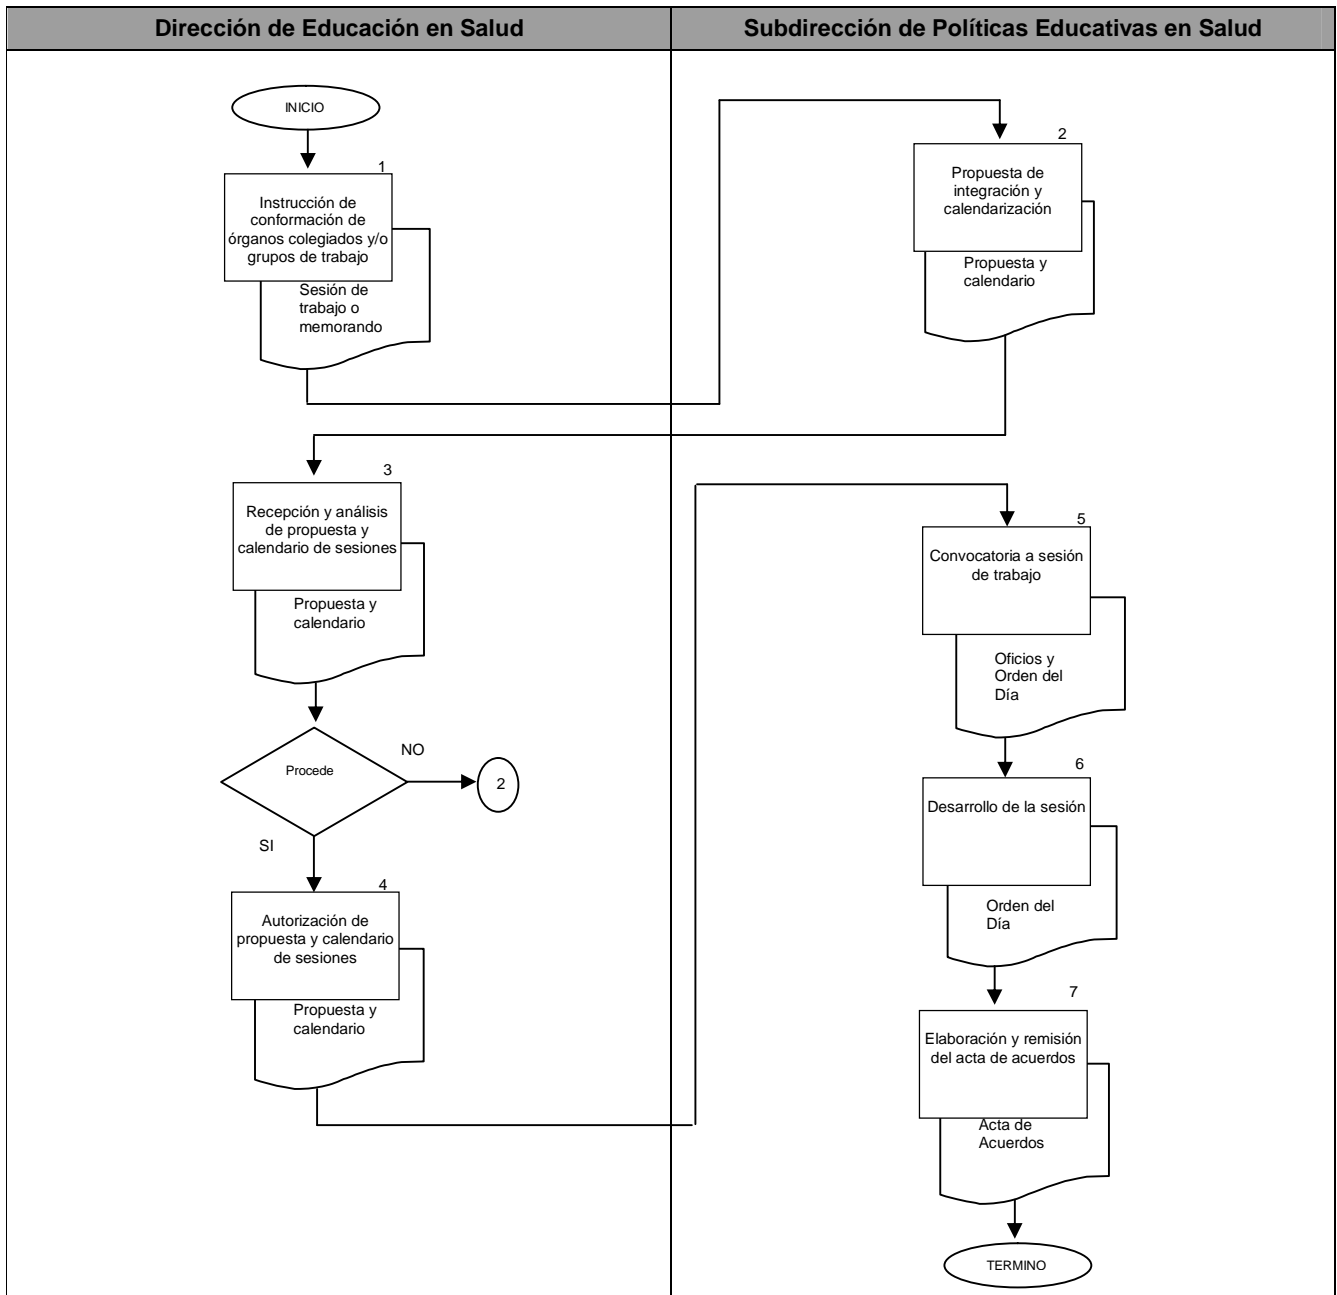 Dirección de Educación en Salud
Subdirección de Políticas Educativas en Salud
INICIO
1
Instrucción de
conformación de
órganos colegiados y/o
grupos de trabajo
Sesión de
trabajo o
memorando
2
Propuesta de
integración y
calendarización
Propuesta y
calendario
3
Recepción y análisis
de propuesta y
calendario de sesiones
Propuesta y
calendario
Procede
NO
2
SI
4
Autorización de
propuesta y calendario
de sesiones
Propuesta y
calendario
5
Convocatoria a sesión
de trabajo
Oficios y
Orden del
Día
6
Desarrollo de la sesión
Orden del
Día
7
Elaboración y remisión
del acta de acuerdos
Acta de
Acuerdos
TERMINO